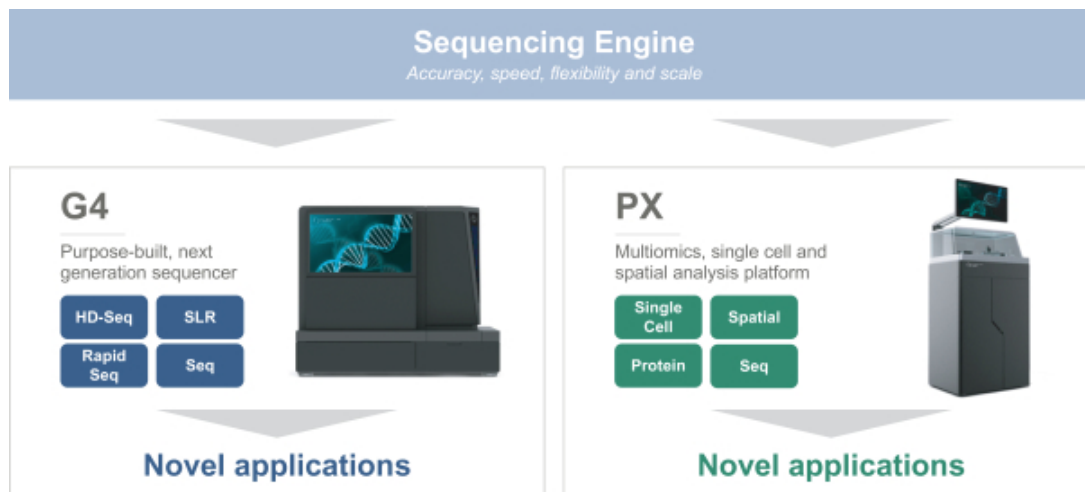 Sequencing Engine
Accuracy, speed, flexibility and scale
G4
Purpose-built, next
generation sequencer
HD-Seq
SLR
Rapid
Seq
Seq
Novel applications
PX
Multiomics, single cell and
spatial analysis platform
Single
Cell
Spatial
Protein
Seq
Novel applications